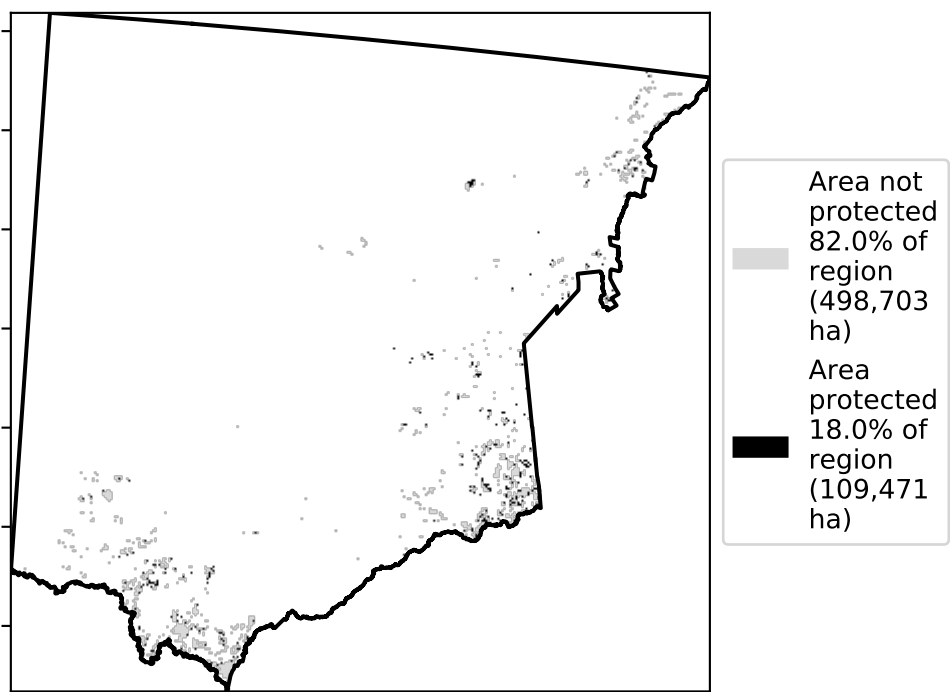 Area not
protected
82.0% of
region
(498,703
ha)
Area
protected
18.0% of
region
(109,471
ha)